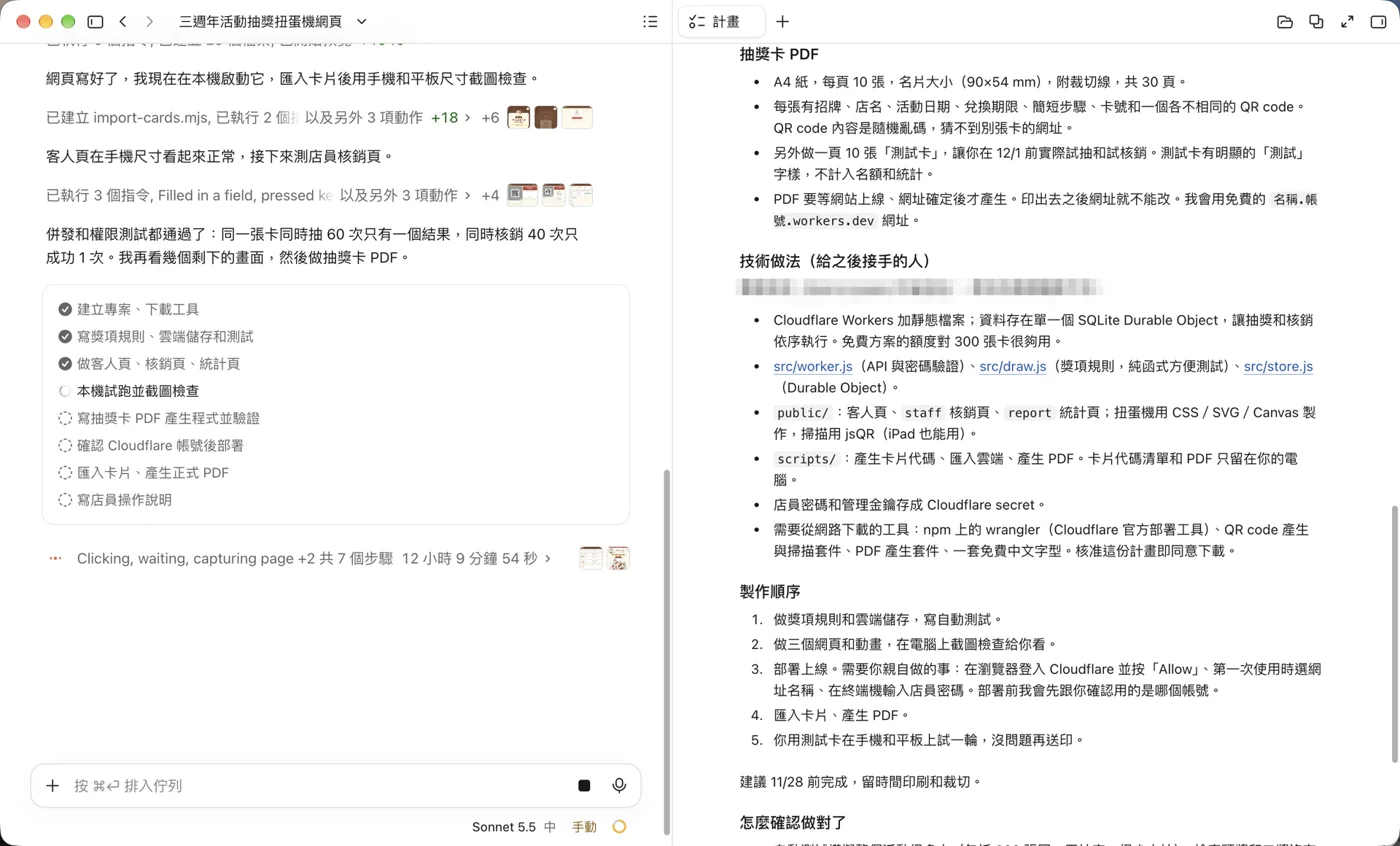 三週年活動抽獎扭蛋機網頁
網頁寫好了，我現在在本機啟動它，匯入卡片後用手機和平板尺寸截圖檢查。
已建立 import-cards.mjs, 已執行 2 個 以及另外 3 項動作 +18 › +6
客人頁在手機尺寸看起來正常，接下來測店員核銷頁。
已執行 3 個指令, Filled in a field, pressed ke 以及另外 3 項動作 › +4
併發和權限測試都通過了：同一張卡同時抽 60 次只有一個結果，同時核銷 40 次只
成功 1 次。我再看幾個剩下的畫面，然後做抽獎卡 PDF。
建立專案、下載工具
寫獎項規則、雲端儲存和測試
做客人頁、核銷頁、統計頁
本機試跑並截圖檢查
寫抽獎卡 PDF 產生程式並驗證
確認 Cloudflare 帳號後部署
匯入卡片、產生正式 PDF
寫店員操作說明
Clicking, waiting, capturing page +2 共 7 個步驟 12 小時 9 分鐘 54 秒 ›
按 ⌘⏎ 排入佇列
Sonnet 5.5 中 手動
計畫
抽獎卡 PDF
• A4 紙，每頁 10 張，名片大小（90×54 mm），附裁切線，共 30 頁。
• 每張有招牌、店名、活動日期、兌換期限、簡短步驟、卡號和一個各不相同的 QR code。
QR code 內容是隨機亂碼，猜不到別張卡的網址。
• 另外做一頁 10 張「測試卡」，讓你在 12/1 前實際試抽和試核銷。測試卡有明顯的「測試」
字樣，不計入名額和統計。
• PDF 要等網站上線、網址確定後才產生。印出去之後網址就不能改。我會用免費的 名稱.帳
號.workers.dev 網址。
技術做法（給之後接手的人）
• Cloudflare Workers 加靜態檔案；資料存在單一個 SQLite Durable Object，讓抽獎和核銷
依序執行。免費方案的額度對 300 張卡很夠用。
• src/worker.js（API 與密碼驗證）、src/draw.js（獎項規則，純函式方便測試）、src/store.js
（Durable Object）。
• public/：客人頁、staff 核銷頁、report 統計頁；扭蛋機用 CSS / SVG / Canvas 製
作，掃描用 jsQR（iPad 也能用）。
• scripts/：產生卡片代碼、匯入雲端、產生 PDF。卡片代碼清單和 PDF 只留在你的電
腦。
• 店員密碼和管理金鑰存成 Cloudflare secret。
• 需要從網路下載的工具：npm 上的 wrangler（Cloudflare 官方部署工具）、QR code 產生
與掃描套件、PDF 產生套件、一套免費中文字型。核准這份計畫即同意下載。
製作順序
1. 做獎項規則和雲端儲存，寫自動測試。
2. 做三個網頁和動畫，在電腦上截圖檢查給你看。
3. 部署上線。需要你親自做的事：在瀏覽器登入 Cloudflare 並按「Allow」、第一次使用時選網
址名稱、在終端機輸入店員密碼。部署前我會先跟你確認用的是哪個帳號。
4. 匯入卡片、產生 PDF。
5. 你用測試卡在手機和平板上試一輪，沒問題再送印。
建議 11/28 前完成，留時間印刷和裁切。
怎麼確認做對了